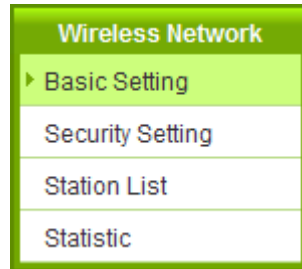 Wireless Network
Basic Setting
Security Setting
Station List
Statistic